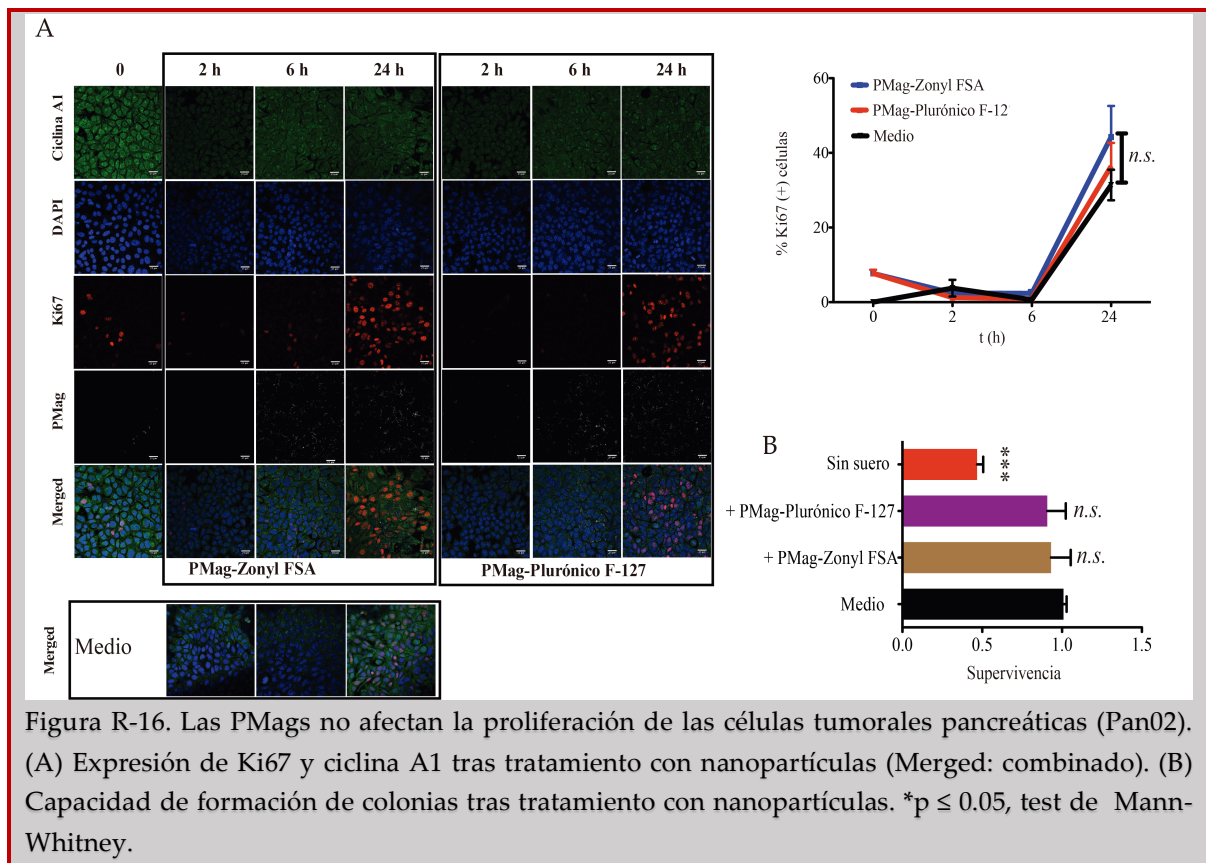 A
0 2 h 6 h 24 h 2 h 6 h 24 h
Ciclina A1
DAPI
Ki67
PMag
Merged
PMag-Zonyl FSA PMag-Plurónico F-127
Merged
Medio
60
40
20
0
% Ki67 (+) células
PMag-Zonyl FSA
PMag-Plurónico F-12
Medio
n.s.
0 2 6 24
t (h)
B
Sin suero
***
+ PMag-Plurónico F-127
n.s.
+ PMag-Zonyl FSA
n.s.
Medio
0.0 0.5 1.0 1.5
Supervivencia
Figura R-16. Las PMags no afectan la proliferación de las células tumorales pancreáticas (Pan02).
(A) Expresión de Ki67 y ciclina A1 tras tratamiento con nanopartículas (Merged: combinado). (B)
Capacidad de formación de colonias tras tratamiento con nanopartículas. *p ≤ 0.05, test de Mann-
Whitney.